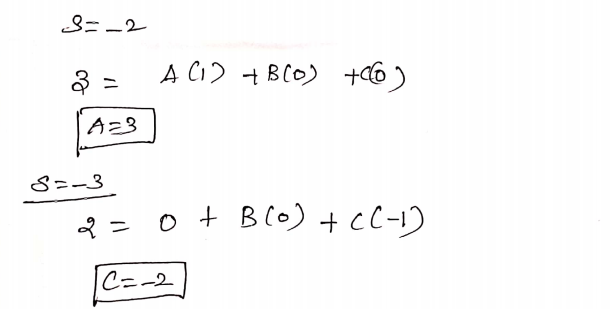 S=-2
3 = A(1) + B(0) + C(0)
A=3
S=-3
2 = 0 + B(0) + C(-1)
C=-2